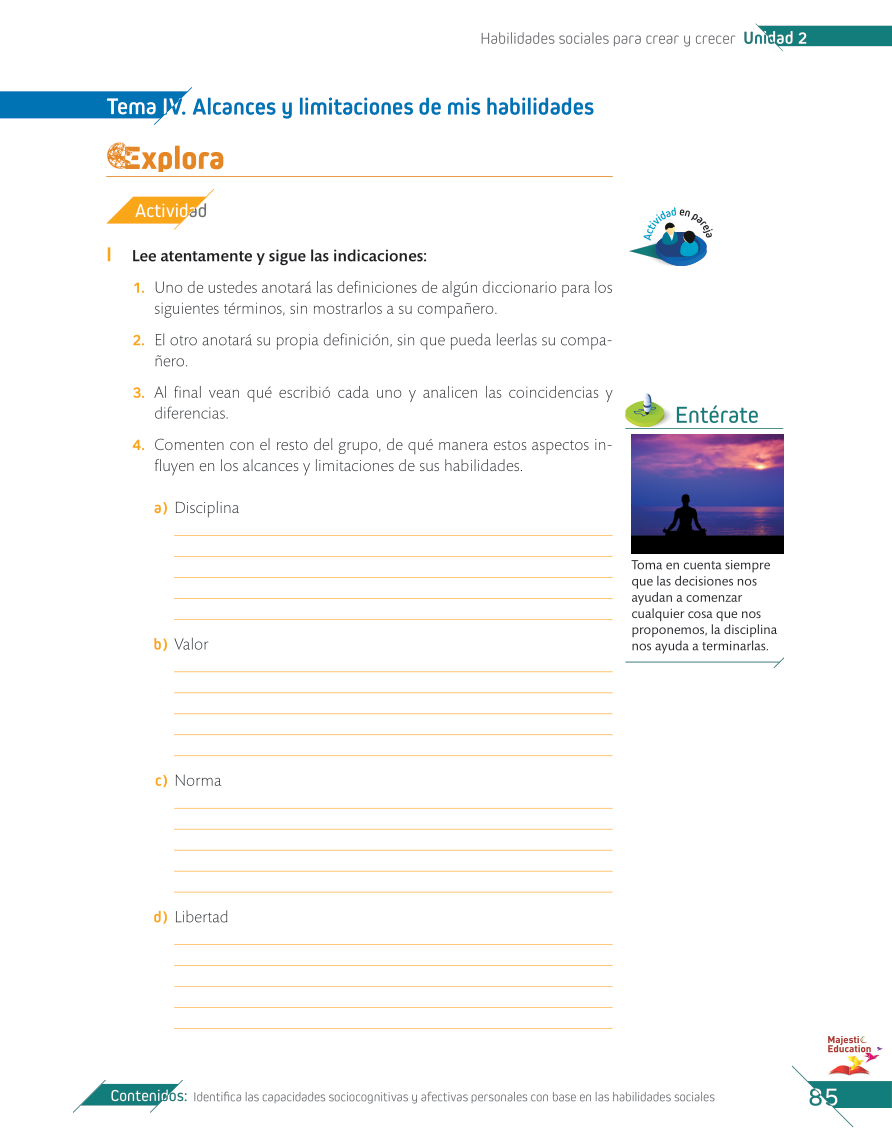 Habilidades sociales para crear y crecer Unidad 2
Tema IV. Alcances y limitaciones de mis habilidades
Explora
Actividad
Actividad en pareja
I Lee atentamente y sigue las indicaciones:
1. Uno de ustedes anotará las definiciones de algún diccionario para los
siguientes términos, sin mostrarlos a su compañero.
2. El otro anotará su propia definición, sin que pueda leerlas su compa-
ñero.
3. Al final vean qué escribió cada uno y analicen las coincidencias y
diferencias.
4. Comenten con el resto del grupo, de qué manera estos aspectos in-
fluyen en los alcances y limitaciones de sus habilidades.
a) Disciplina
b) Valor
c) Norma
d) Libertad
Entérate
Toma en cuenta siempre
que las decisiones nos
ayudan a comenzar
cualquier cosa que nos
proponemos, la disciplina
nos ayuda a terminarlas.
Majestic
Education
Contenidos: Identifica las capacidades sociocognitivas y afectivas personales con base en las habilidades sociales
85